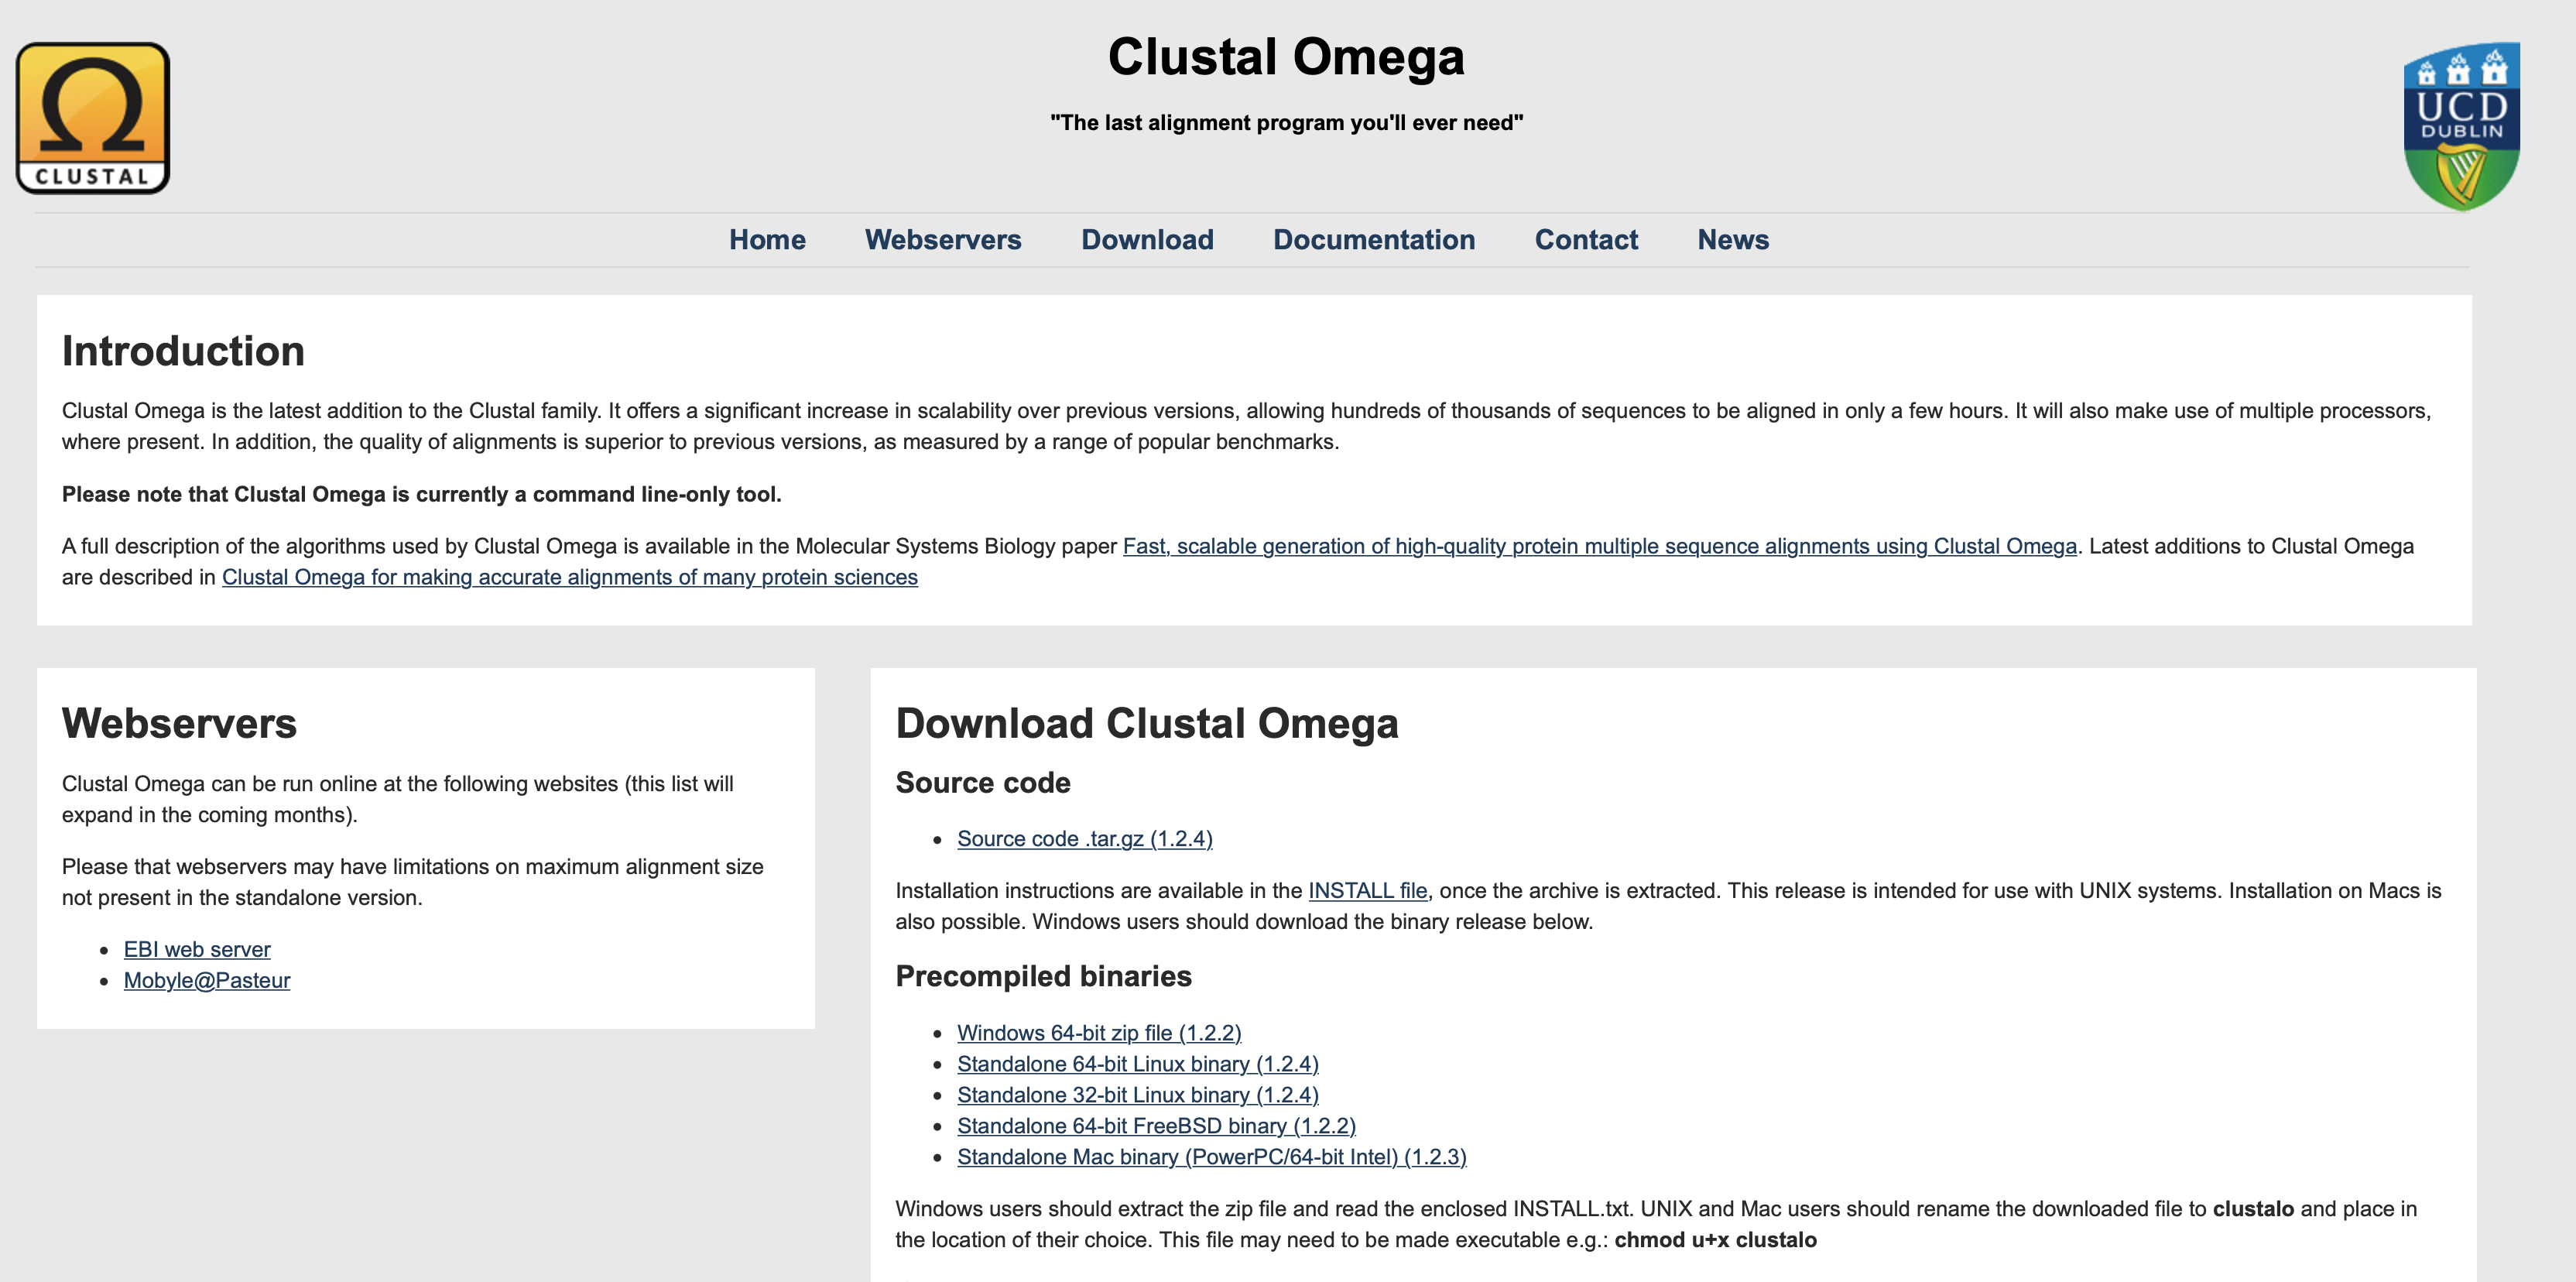 Clustal Omega
"The last alignment program you'll ever need"
Ω
CLUSTAL
UCD
DUBLIN
Home Webservers Download Documentation Contact News
Introduction
Clustal Omega is the latest addition to the Clustal family. It offers a significant increase in scalability over previous versions, allowing hundreds of thousands of sequences to be aligned in only a few hours. It will also make use of multiple processors,
where present. In addition, the quality of alignments is superior to previous versions, as measured by a range of popular benchmarks.
Please note that Clustal Omega is currently a command line-only tool.
A full description of the algorithms used by Clustal Omega is available in the Molecular Systems Biology paper Fast, scalable generation of high-quality protein multiple sequence alignments using Clustal Omega. Latest additions to Clustal Omega
are described in Clustal Omega for making accurate alignments of many protein sciences
Webservers
Clustal Omega can be run online at the following websites (this list will
expand in the coming months).
Please that webservers may have limitations on maximum alignment size
not present in the standalone version.
• EBI web server
• Mobyle@Pasteur
Download Clustal Omega
Source code
• Source code .tar.gz (1.2.4)
Installation instructions are available in the INSTALL file, once the archive is extracted. This release is intended for use with UNIX systems. Installation on Macs is
also possible. Windows users should download the binary release below.
Precompiled binaries
• Windows 64-bit zip file (1.2.2)
• Standalone 64-bit Linux binary (1.2.4)
• Standalone 32-bit Linux binary (1.2.4)
• Standalone 64-bit FreeBSD binary (1.2.2)
• Standalone Mac binary (PowerPC/64-bit Intel) (1.2.3)
Windows users should extract the zip file and read the enclosed INSTALL.txt. UNIX and Mac users should rename the downloaded file to clustalo and place in
the location of their choice. This file may need to be made executable e.g.: chmod u+x clustalo